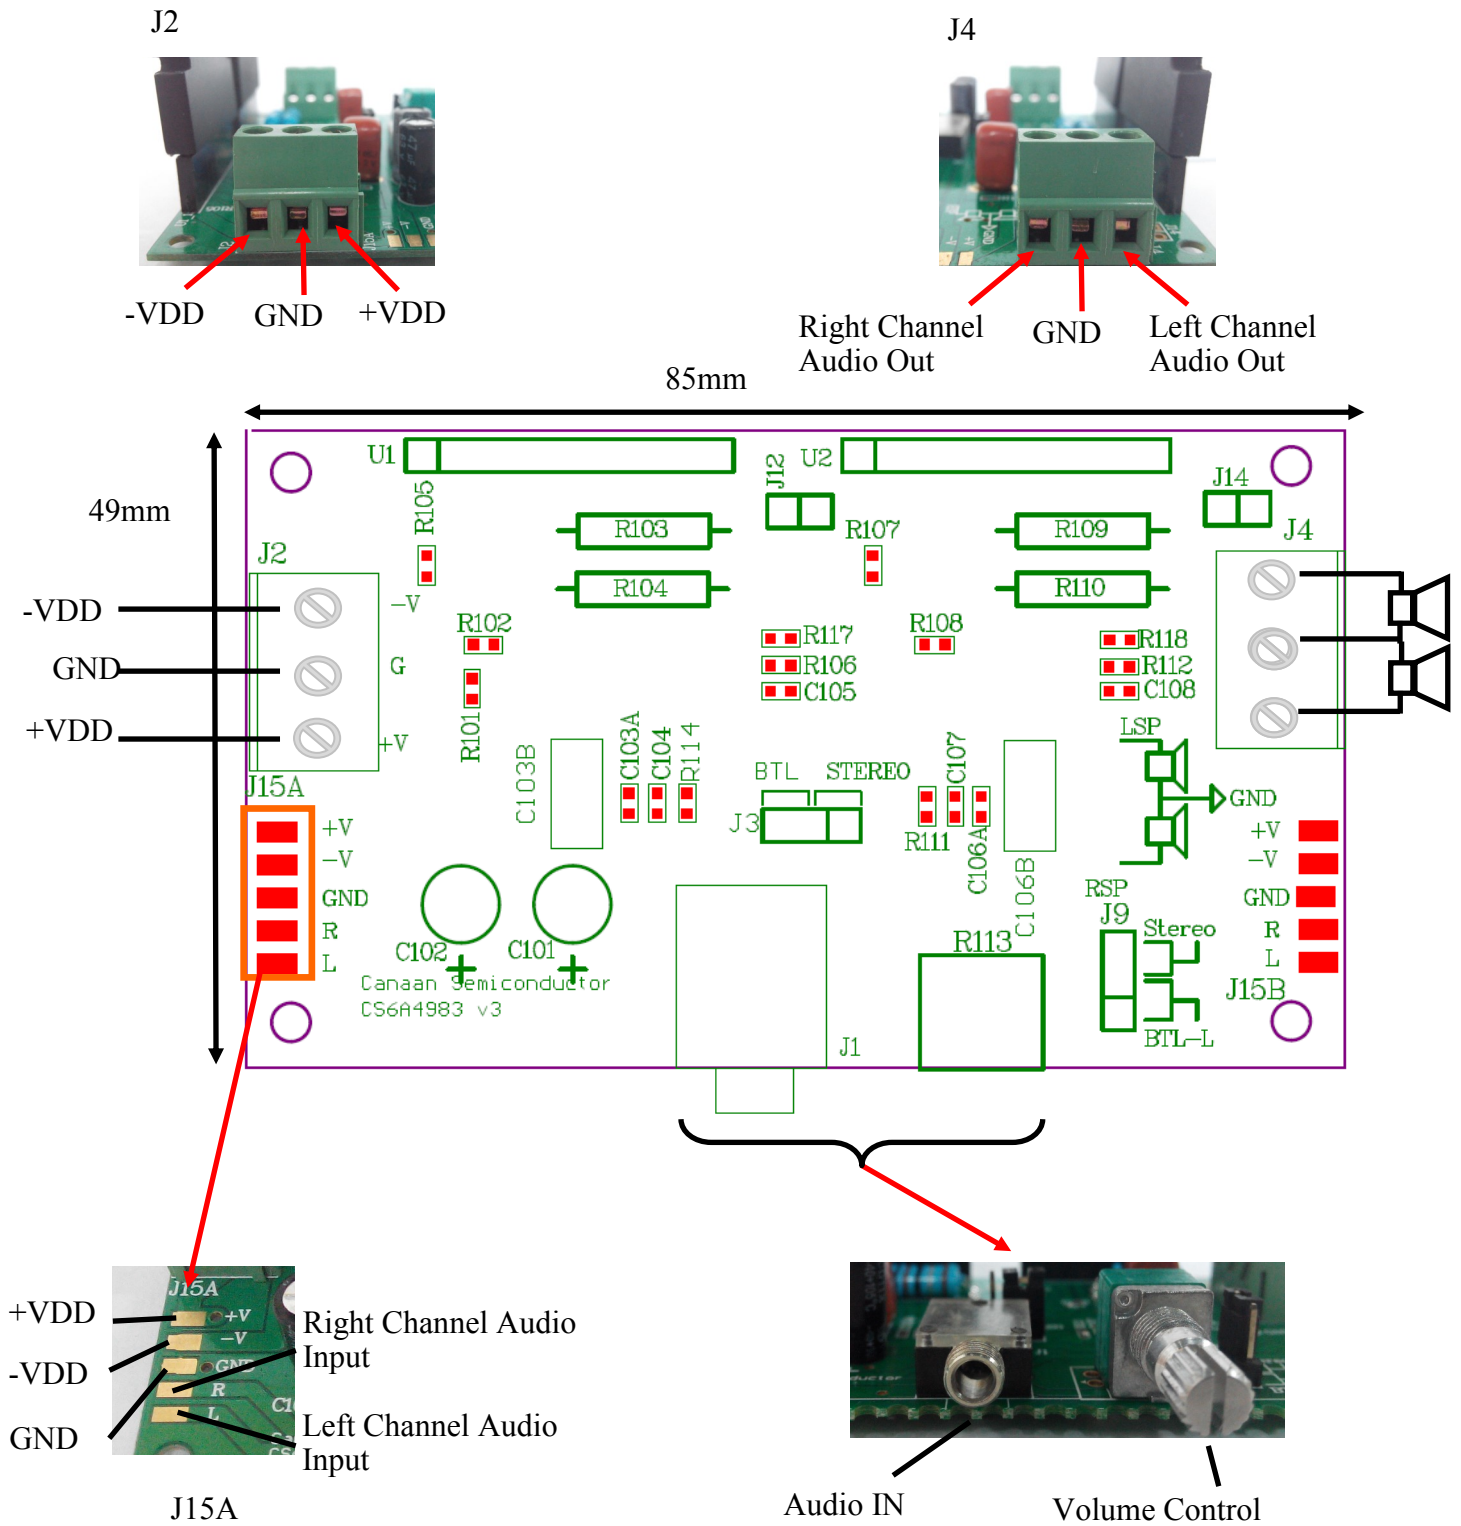 J2
J4
-VDD
GND
+VDD
Right Channel
Audio Out
GND
Left Channel
Audio Out
85mm
49mm
U1
J12
U2
J14
R105
R103
R107
R109
J2
J4
R104
R110
-VDD
-V
R102
R117
R108
R118
GND
G
R106
R112
C105
C108
+VDD
+V
R101
C103B
C103A
C104
R114
BTL
STEREO
J3
C107
R111
C106A
C106B
LSP
GND
RSP
J15A
+V
-V
GND
R
L
+V
-V
GND
R
L
J15B
J9
Stereo
BTL-L
C102
C101
R113
Canaan Semiconductor
CS6A4983 v3
J1
J15A
+V
-V
GND
R
L
+VDD
-VDD
GND
Right Channel Audio
Input
Left Channel Audio
Input
J15A
Audio IN
Volume Control